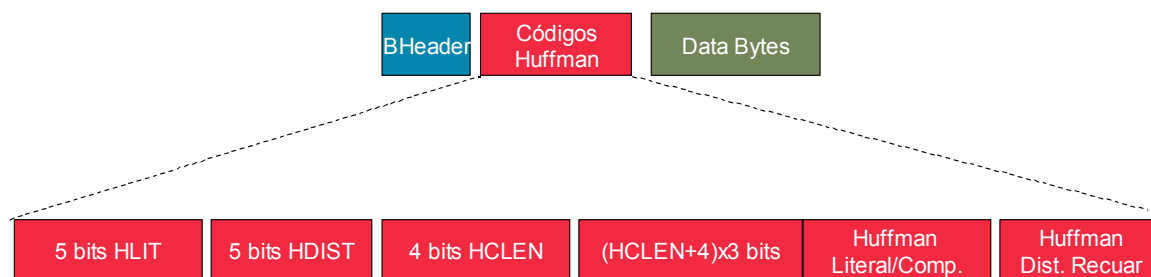 BHeader
Códigos
Huffman
Data Bytes
5 bits HLIT
5 bits HDIST
4 bits HCLEN
(HCLEN+4)x3 bits
Huffman
Literal/Comp.
Huffman
Dist. Recuar